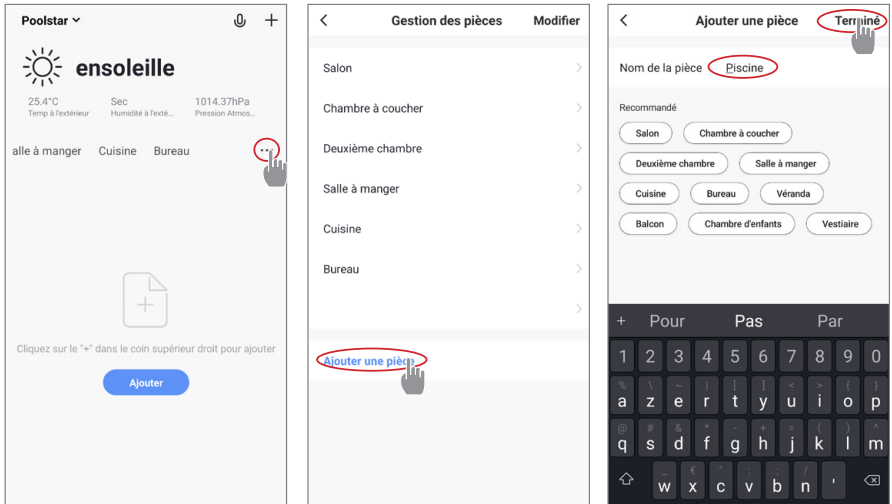 Poolstar
ensoleille
25.4°C Sec 1014.37hPa
Temp à l'extérieur Humidité à l'exté... Pression Atmos...
alle à manger Cuisine Bureau
Cliquez sur le "+" dans le coin supérieur droit pour ajouter
Ajouter
Gestion des pièces Modifier
Salon
Chambre à coucher
Deuxième chambre
Salle à manger
Cuisine
Bureau
Ajouter une pièce
Ajouter une pièce Terminé
Nom de la pièce Piscine
Recommandé
Salon Chambre à coucher
Deuxième chambre Salle à manger
Cuisine Bureau Véranda
Balcon Chambre d'enfants Vestiaire
+ Pour Pas Par
1 2 3 4 5 6 7 8 9 0
% \ ~ | [ ] < > { }
a z e r t y u i o p
@ # & * - + = ( ) ^
q s d f g h j k l m
_ € " ' : ; /
w x c v b n '